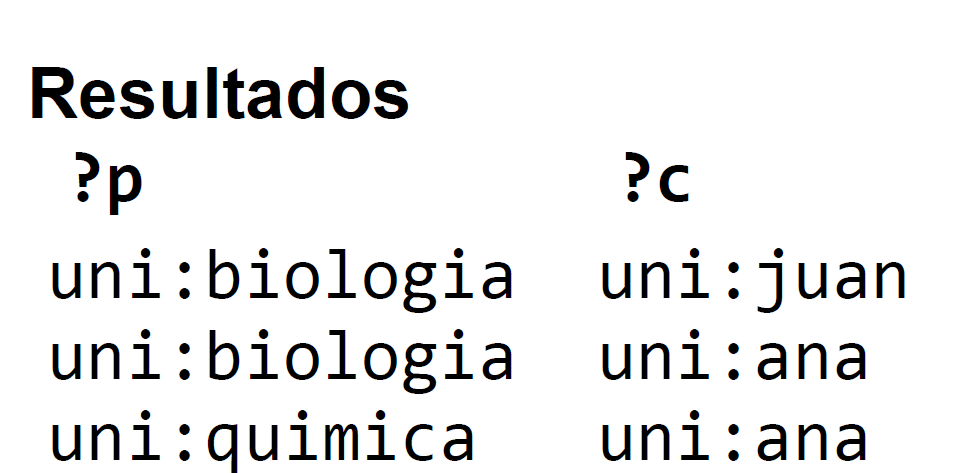 Resultados
?p ?c
uni:biologia uni:juan
uni:biologia uni:ana
uni:quimica uni:ana